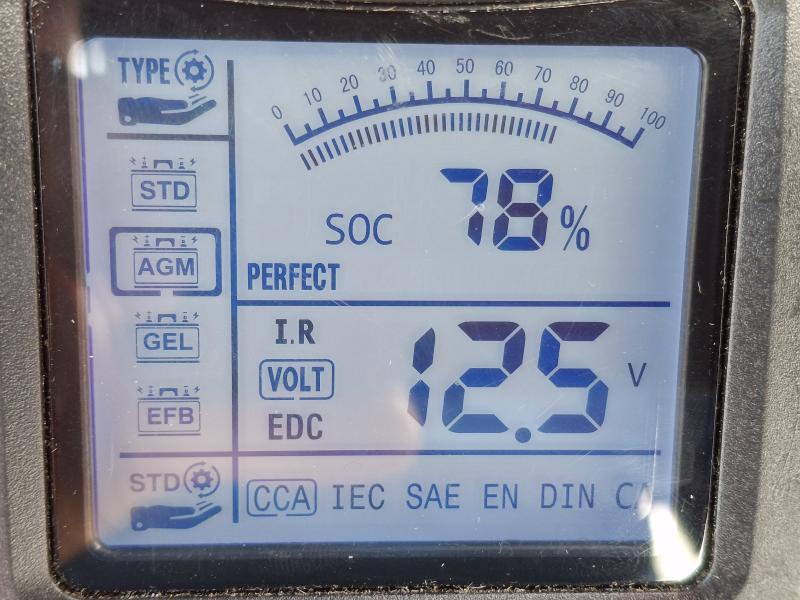 TYPE
0 10 20 30 40 50 60 70 80 90 100
STD
AGM
GEL
EFB
STD
SOC 78%
PERFECT
I.R
VOLT
EDC
12.5 V
CCA IEC SAE EN DIN CA